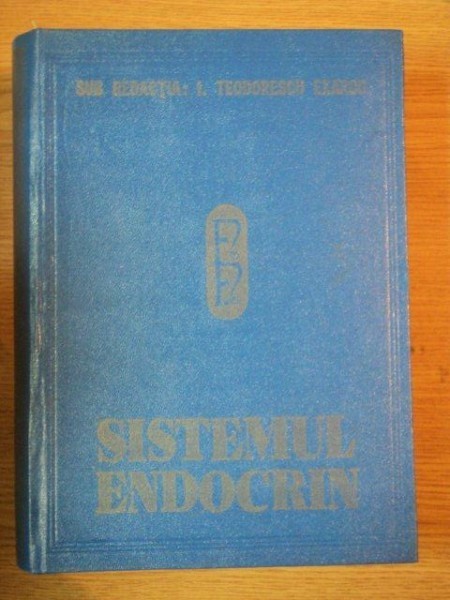 SUB REDACȚIA: I. TEODORESCU EXARCU
SISTEMUL
ENDOCRIN